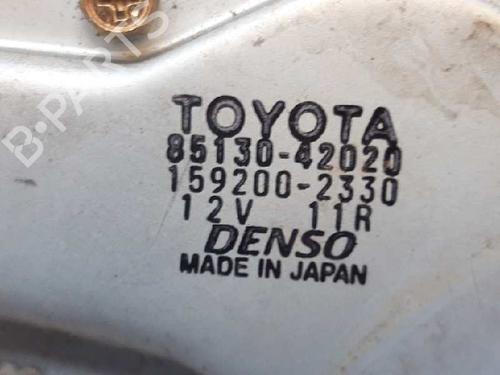 B-PARTS
TOYOTA
85130-42020
159200-2330
12V 11R
DENSO
MADE IN JAPAN